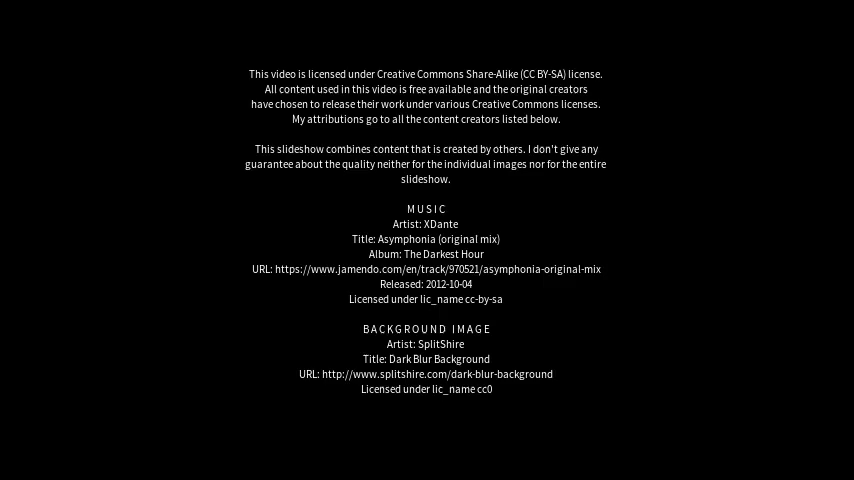 This video is licensed under Creative Commons Share-Alike (CC BY-SA) license.
All content used in this video is free available and the original creators
have chosen to release their work under various Creative Commons licenses.
My attributions go to all the content creators listed below.
This slideshow combines content that is created by others. I don't give any
guarantee about the quality neither for the individual images nor for the entire
slideshow.
MUSIC
Artist: XDante
Title: Asymphonia (original mix)
Album: The Darkest Hour
URL: https://www.jamendo.com/en/track/970521/asymphonia-original-mix
Released: 2012-10-04
Licensed under lic_name cc-by-sa
BACKGROUND IMAGE
Artist: SplitShire
Title: Dark Blur Background
URL: http://www.splitshire.com/dark-blur-background
Licensed under lic_name cc0